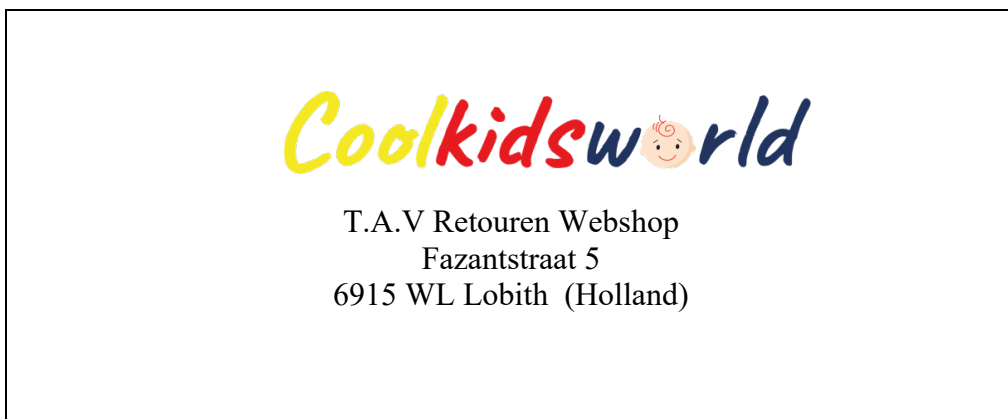 Coolkidsworld
T.A.V Retouren Webshop
Fazantstraat 5
6915 WL Lobith (Holland)